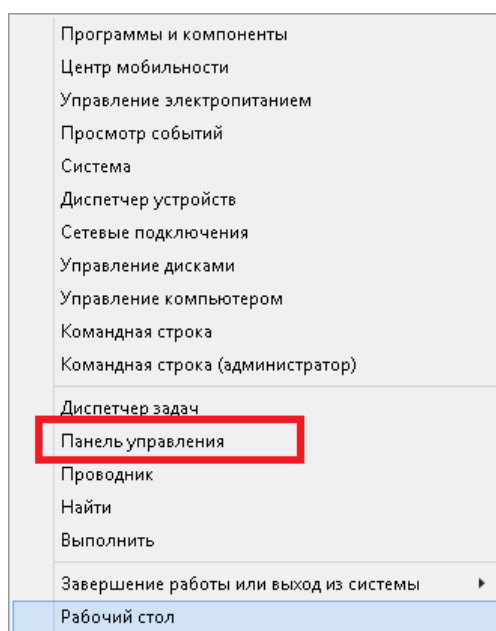 Программы и компоненты
Центр мобильности
Управление электропитанием
Просмотр событий
Система
Диспетчер устройств
Сетевые подключения
Управление дисками
Управление компьютером
Командная строка
Командная строка (администратор)
Диспетчер задач
Панель управления
Проводник
Найти
Выполнить
Завершение работы или выход из системы
Рабочий стол